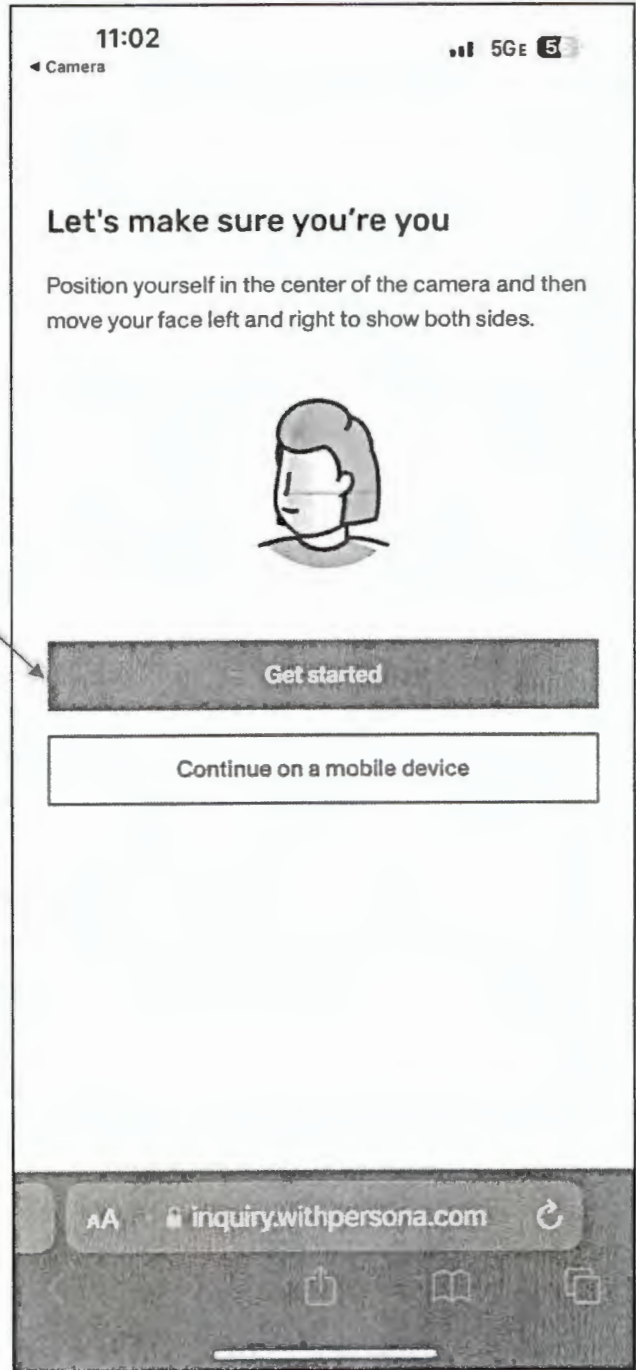 11:02
5GE 5
◄ Camera
Let's make sure you're you
Position yourself in the center of the camera and then
move your face left and right to show both sides.
Get started
Continue on a mobile device
AA inquiry.withpersona.com